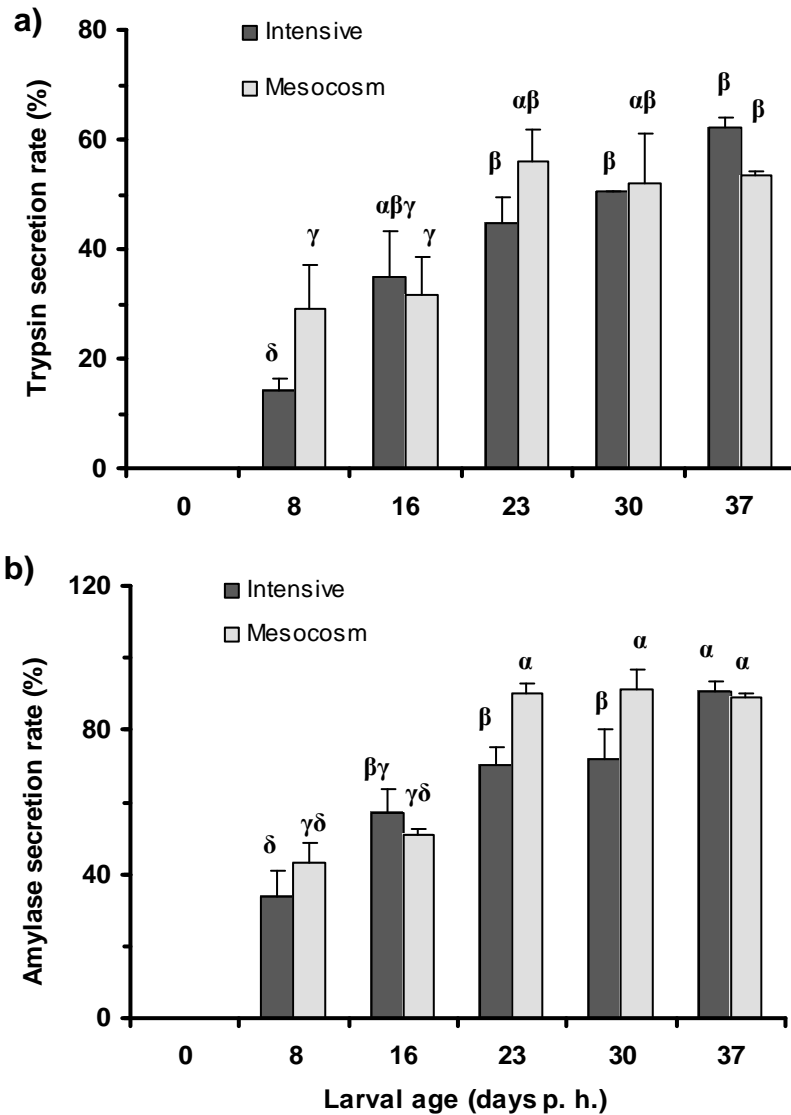 a)
80
60
40
20
0
Trypsin secretion rate (%)
Intensive
Mesocosm
δ
γ
αβγ
γ
β
αβ
β
αβ
β
β
0 8 16 23 30 37
b)
120
80
40
0
Amylase secretion rate (%)
Intensive
Mesocosm
δ
γδ
βγ
γδ
β
α
β
α
α
α
0 8 16 23 30 37
Larval age (days p. h.)